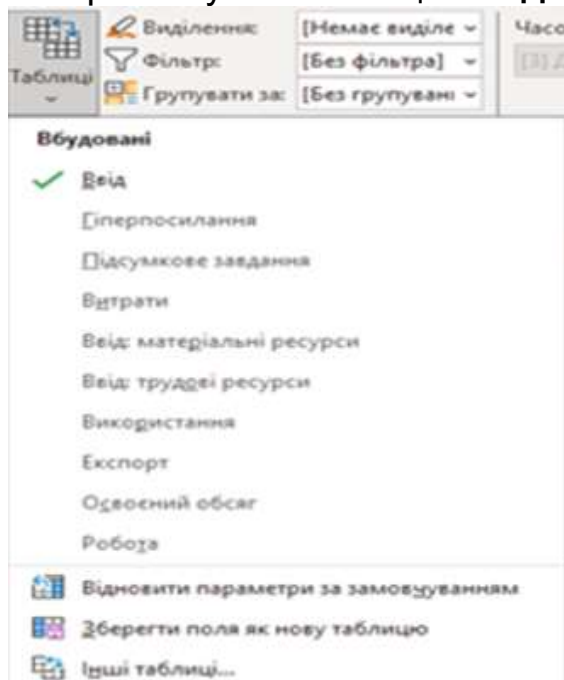 Виділення: [Немає виділе
Часо
Фільтр: [Без фільтра]
Таблиці
Групувати за: [Без групувані
Вбудовані
Ввід
Гіперпосилання
Підсумкове завдання
Витрати
Ввід: матеріальні ресурси
Ввід: трудові ресурси
Використання
Експорт
Освоєний обсяг
Робота
Відновити параметри за замовчуванням
Зберегти поля як нову таблицю
Інші таблиці...